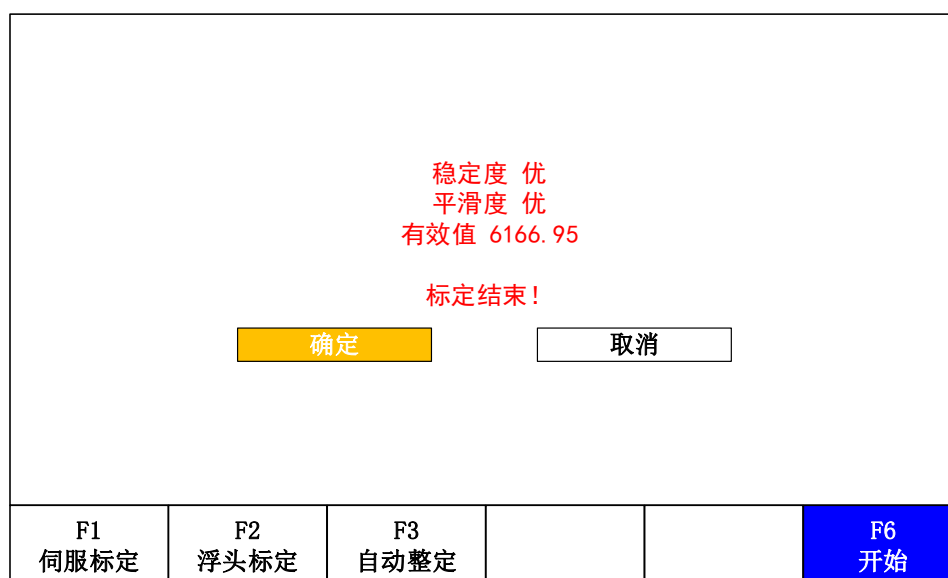 稳定度 优
平滑度 优
有效值 6166.95
标定结束!
确定
取消
F1
伺服标定
F2
浮头标定
F3
自动整定
F6
开始